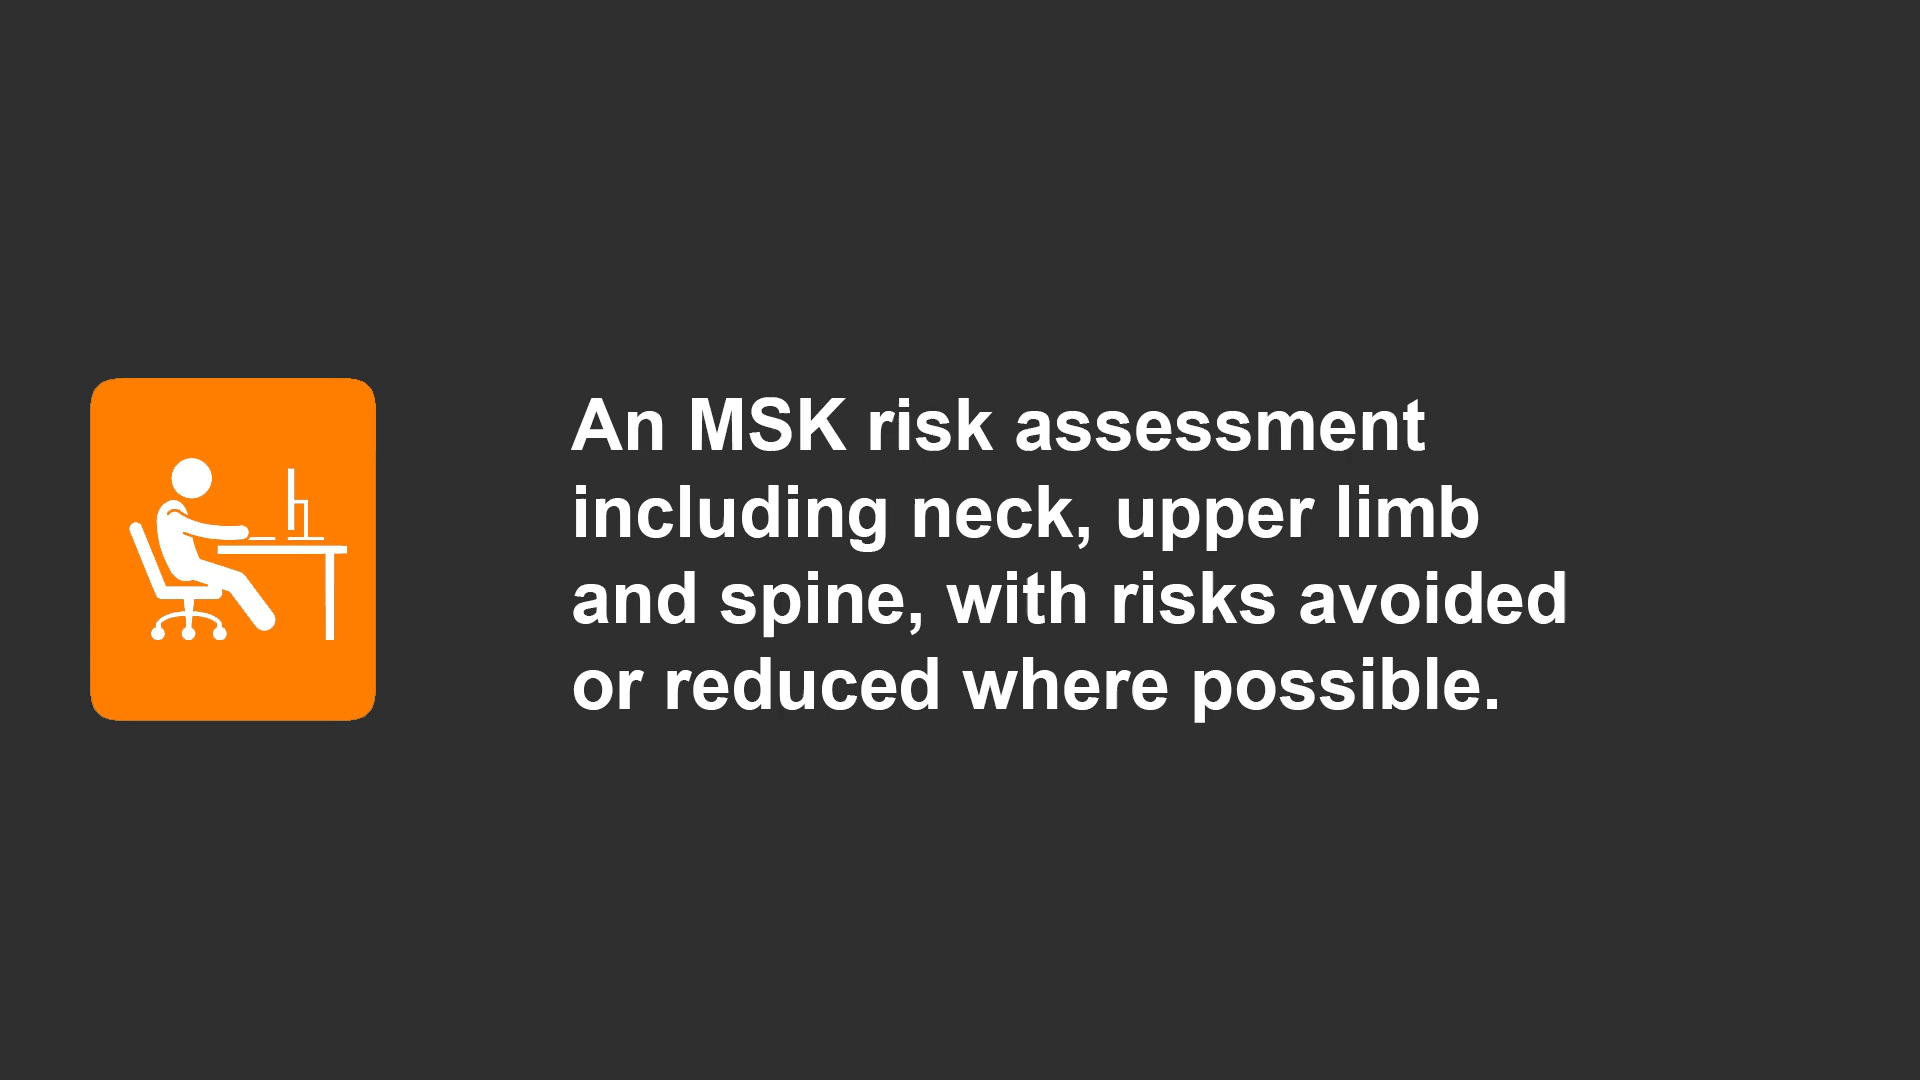 An MSK risk assessment
including neck, upper limb
and spine, with risks avoided
or reduced where possible.